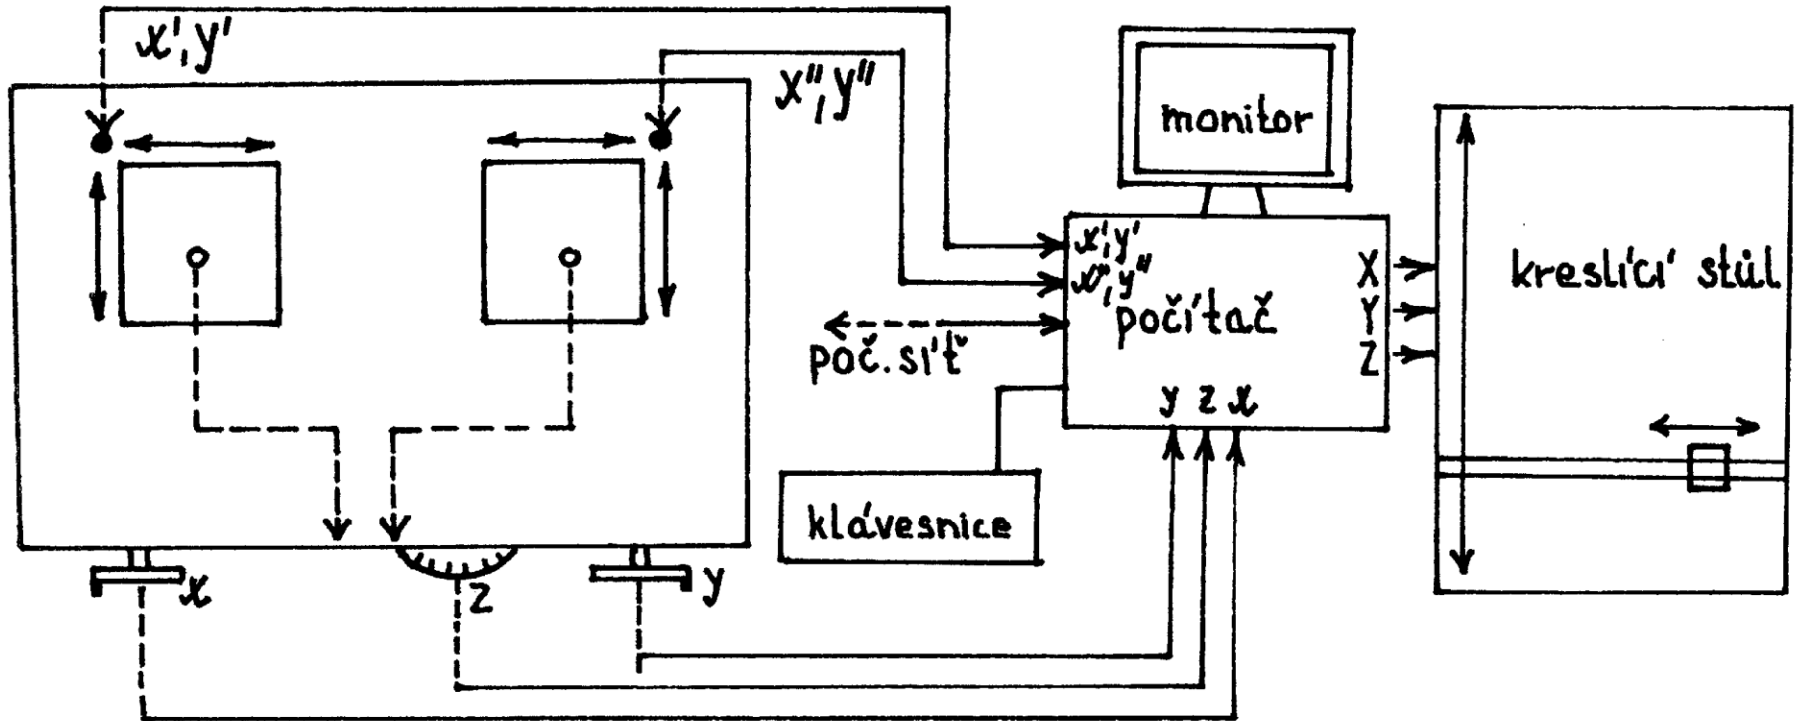 x',y'
x",y"
monitor
x',y'
x",y"
počítač
poč.síť
X
Y
Z
kreslící stůl
y z x
klávesnice
x
z
y